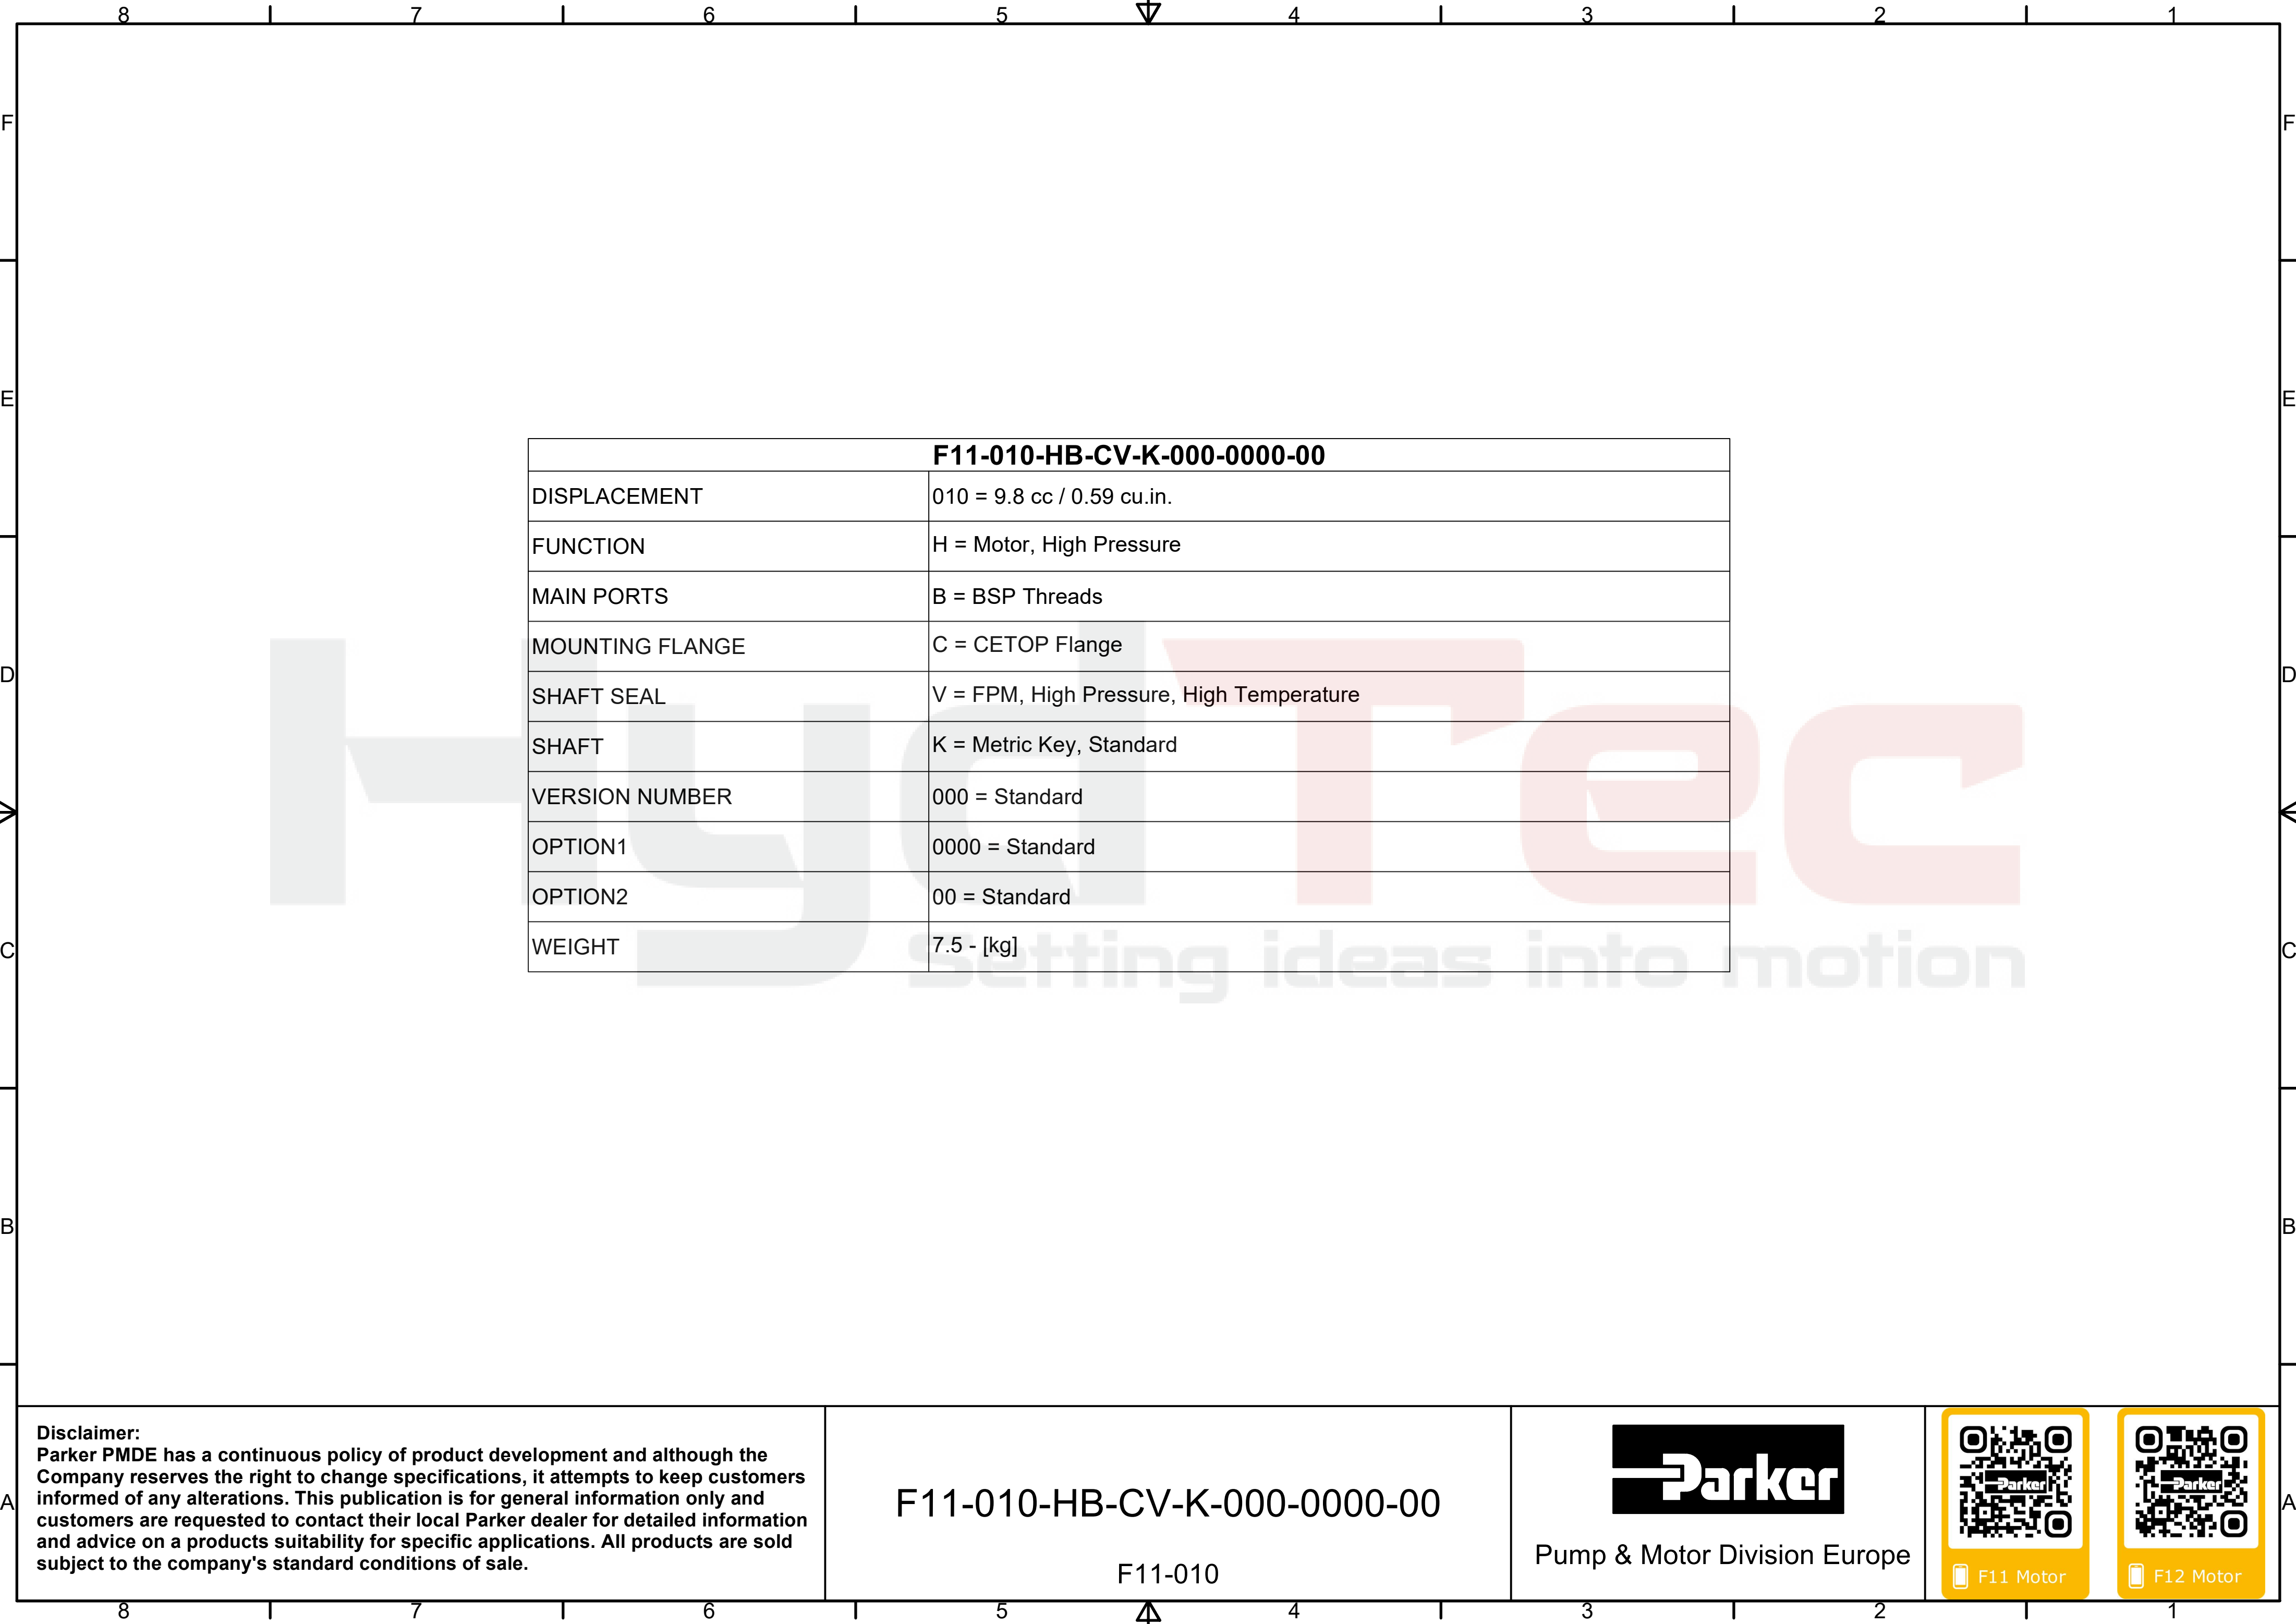 8 7 6 5 4 3 2 1
F F
E E
F11-010-HB-CV-K-000-0000-00
DISPLACEMENT 010 = 9.8 cc / 0.59 cu.in.
FUNCTION H = Motor, High Pressure
MAIN PORTS B = BSP Threads
MOUNTING FLANGE C = CETOP Flange
D D
SHAFT SEAL V = FPM, High Pressure, High Temperature
SHAFT K = Metric Key, Standard
HydTec
VERSION NUMBER 000 = Standard
OPTION1 0000 = Standard
OPTION2 00 = Standard
WEIGHT 7.5 - [kg]
C C
Setting ideas into motion
B B
Disclaimer:
Parker PMDE has a continuous policy of product development and although the
Company reserves the right to change specifications, it attempts to keep customers
informed of any alterations. This publication is for general information only and
customers are requested to contact their local Parker dealer for detailed information
and advice on a products suitability for specific applications. All products are sold
subject to the company's standard conditions of sale.
A A
F11-010-HB-CV-K-000-0000-00
F11-010
Parker
Pump & Motor Division Europe
Parker
F11 Motor
Parker
F12 Motor
8 7 6 5 4 3 2 1